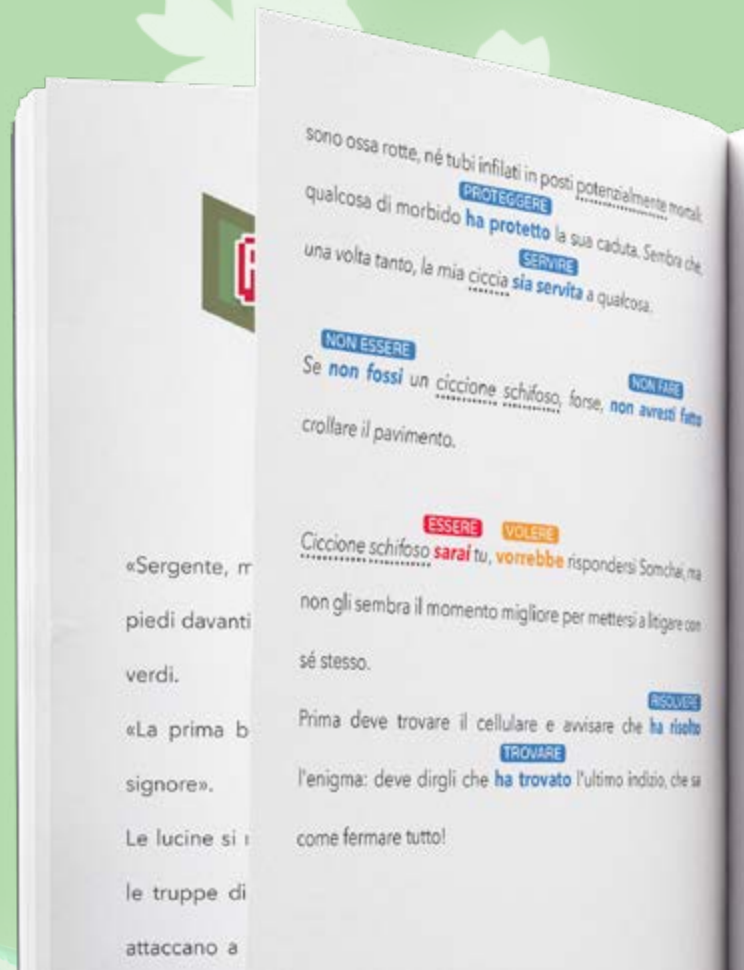 sono ossa rotte, né tubi infilati in posti potenzialmente mortali:
PROTEGGERE
qualcosa di morbido ha protetto la sua caduta. Sembra che,
SERVIRE
una volta tanto, la mia ciccia sia servita a qualcosa.
NON ESSERE
NON FARE
Se non fossi un ciccione schifoso, forse, non avresti fatto
crollare il pavimento.
ESSERE VOLERE
Ciccione schifoso sarai tu, vorrebbe rispondersi Somchai, ma
non gli sembra il momento migliore per mettersi a litigare con
sé stesso.
RISOLVERE
Prima deve trovare il cellulare e avvisare che ha risolto
TROVARE
l'enigma: deve dirgli che ha trovato l'ultimo indizio, che sa
come fermare tutto!
«Sergente, m
piedi davanti
verdi.
«La prima b
signore».
Le lucine si
le truppe di
attaccano a